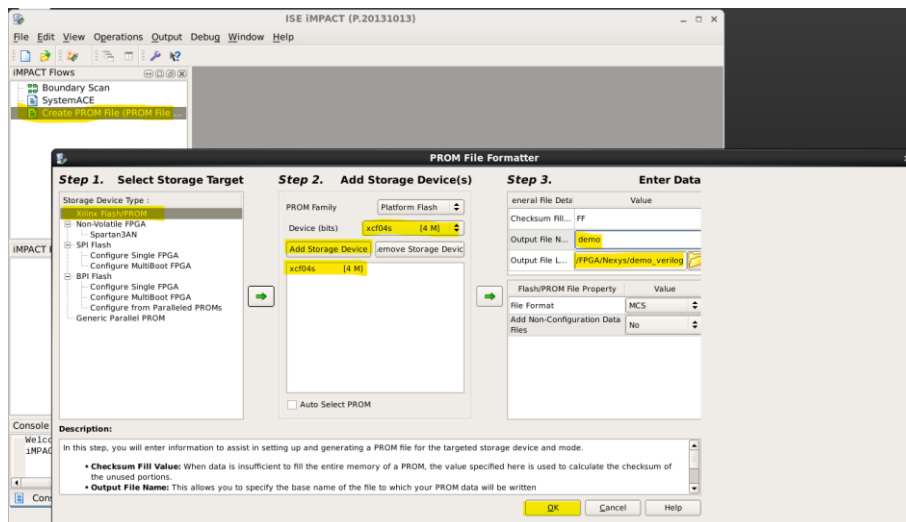 ISE iMPACT (P.20131013)
File Edit View Operations Output Debug Window Help
iMPACT Flows
Boundary Scan
SystemACE
Create PROM File (PROM File ...
PROM File Formatter
Step 1. Select Storage Target
Storage Device Type :
Xilinx Flash/PROM
Non-Volatile FPGA
Spartan3AN
SPI Flash
Configure Single FPGA
Configure MultiBoot FPGA
BPI Flash
Configure Single FPGA
Configure MultiBoot FPGA
Configure from Paralleled PROMs
Generic Parallel PROM
Step 2. Add Storage Device(s)
PROM Family Platform Flash
Device (bits) xcf04s [4 M]
Add Storage Device .emove Storage Devic
xcf04s [4 M]
Auto Select PROM
Step 3. Enter Data
eneral File Deta Value
Checksum Fill... FF
Output File N... demo
Output File L... /FPGA/Nexys/demo_verilog
Flash/PROM File Property Value
File Format MCS
Add Non-Configuration Data Files No
iMPACT
Console
Welco
iMPAC
Cons
Description:
In this step, you will enter information to assist in setting up and generating a PROM file for the targeted storage device and mode.
• Checksum Fill Value: When data is insufficient to fill the entire memory of a PROM, the value specified here is used to calculate the checksum of
the unused portions.
• Output File Name: This allows you to specify the base name of the file to which your PROM data will be written
OK Cancel Help